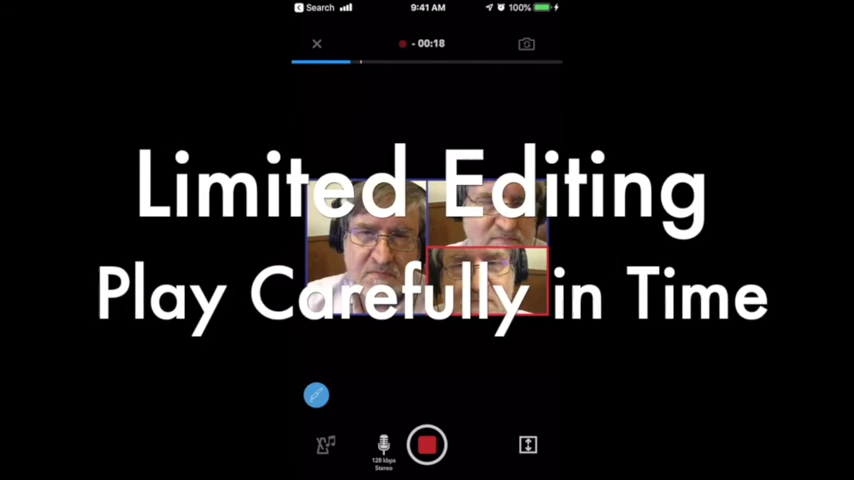 Search
9:41 AM
100%
- 00:18
Limited Editing
Play Carefully in Time
128 kbps
Stereo